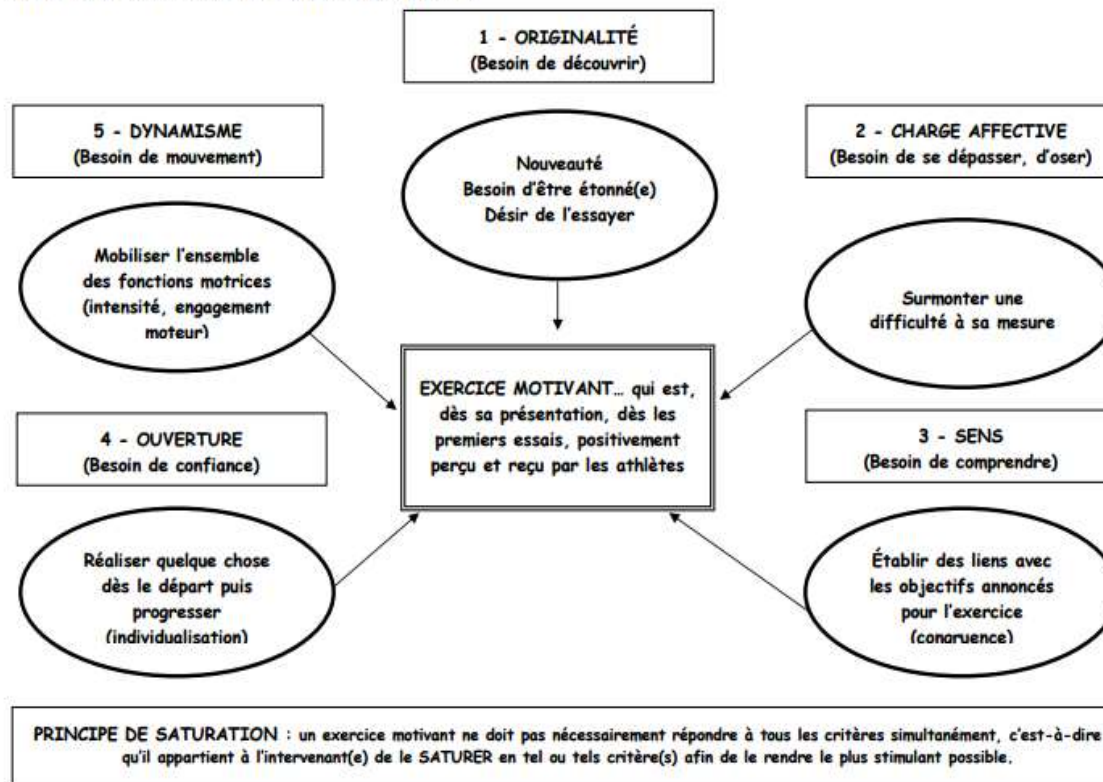 1 - ORIGINALITÉ
(Besoin de découvrir)
Nouveauté
Besoin d'être étonné(e)
Désir de l'essayer
2 - CHARGE AFFECTIVE
(Besoin de se dépasser, d'oser)
Surmonter une
difficulté à sa mesure
3 - SENS
(Besoin de comprendre)
Établir des liens avec
les objectifs annoncés
pour l'exercice
(congruence)
4 - OUVERTURE
(Besoin de confiance)
Réaliser quelque chose
dès le départ puis
progresser
(individualisation)
5 - DYNAMISME
(Besoin de mouvement)
Mobiliser l'ensemble
des fonctions motrices
(intensité, engagement
moteur)
EXERCICE MOTIVANT... qui est,
dès sa présentation, dès les
premiers essais, positivement
perçu et reçu par les athlètes
PRINCIPE DE SATURATION : un exercice motivant ne doit pas nécessairement répondre à tous les critères simultanément, c'est-à-dire
qu'il appartient à l'intervenant(e) de le SATURER en tel ou tels critère(s) afin de le rendre le plus stimulant possible.